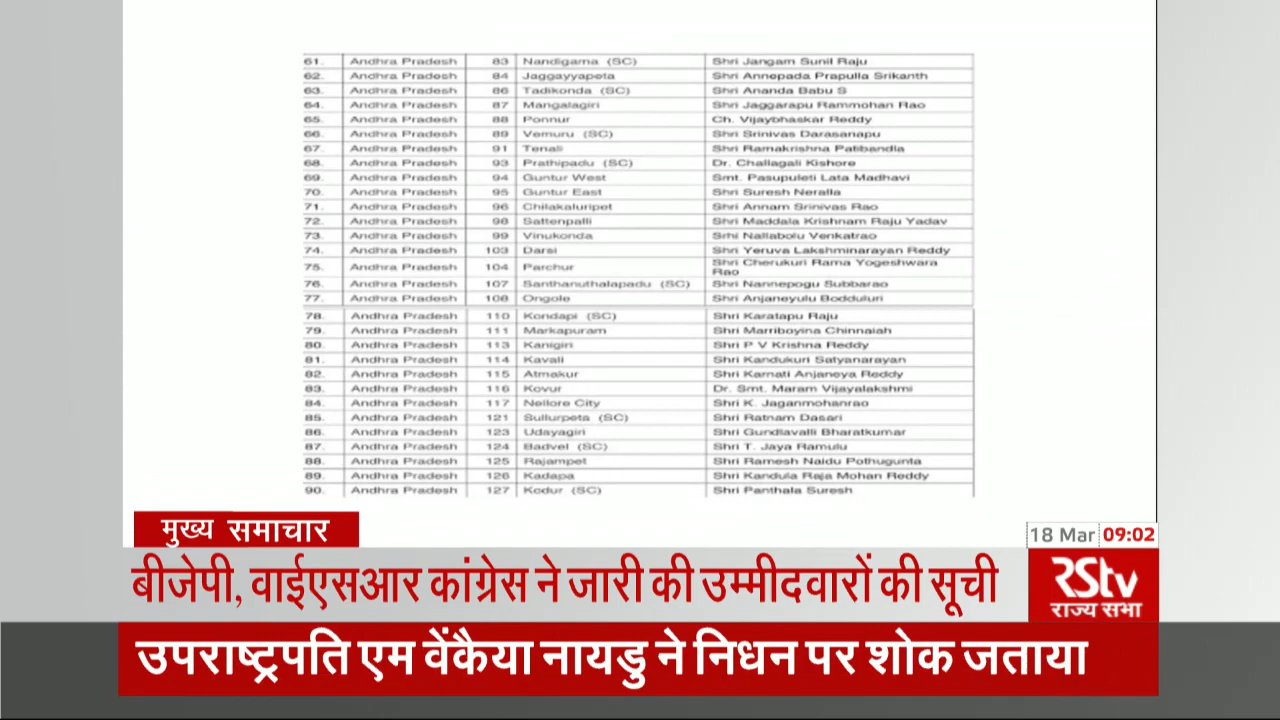 61. Andhra Pradesh 83 Nandigama (SC) Shri Jangam Sunil Raju
62. Andhra Pradesh 84 Jaggayyapeta Shri Annepada Prapulla Srikanth
63. Andhra Pradesh 86 Tadikonda (SC) Shri Ananda Babu S
64. Andhra Pradesh 87 Mangalagiri Shri Jaggarapu Rammohan Rao
65. Andhra Pradesh 88 Ponnur Ch. Vijaybhaskar Reddy
66. Andhra Pradesh 89 Vemuru (SC) Shri Srinivas Darasanapu
67. Andhra Pradesh 91 Tenali Shri Ramakrishna Patibandla
68. Andhra Pradesh 93 Prathipadu (SC) Dr. Challagali Kishore
69. Andhra Pradesh 94 Guntur West Smt. Pasupuleti Lata Madhavi
70. Andhra Pradesh 95 Guntur East Shri Suresh Neralla
71. Andhra Pradesh 96 Chilakaluripet Shri Annam Srinivas Rao
72. Andhra Pradesh 98 Sattenpalli Shri Maddala Krishnam Raju Yadav
73. Andhra Pradesh 99 Vinukonda Srhi Nallabolu Venkatrao
74. Andhra Pradesh 103 Darsi Shri Yeruva Lakshminarayan Reddy
75. Andhra Pradesh 104 Parchur Shri Cherukuri Rama Yogeshwara
Rao
76. Andhra Pradesh 107 Santhanuthalapadu (SC) Shri Nannepogu Subbarao
77. Andhra Pradesh 108 Ongole Shri Anjaneyulu Bodduluri
78. Andhra Pradesh 110 Kondapi (SC) Shri Karatapu Raju
79. Andhra Pradesh 111 Markapuram Shri Marriboyina Chinnaiah
80. Andhra Pradesh 113 Kanigiri Shri P V Krishna Reddy
81. Andhra Pradesh 114 Kavali Shri Kandukuri Satyanarayan
82. Andhra Pradesh 115 Atmakur Shri Karnati Anjaneya Reddy
83. Andhra Pradesh 116 Kovur Dr. Smt. Maram Vijayalakshmi
84. Andhra Pradesh 117 Nellore City Shri K. Jaganmohanrao
85. Andhra Pradesh 121 Sullurpeta (SC) Shri Ratnam Dasari
86. Andhra Pradesh 123 Udayagiri Shri Gundlavalli Bharatkumar
87. Andhra Pradesh 124 Badvel (SC) Shri T. Jaya Ramulu
88. Andhra Pradesh 125 Rajampet Shri Ramesh Naidu Pothugunta
89. Andhra Pradesh 126 Kadapa Shri Kandula Raja Mohan Reddy
90. Andhra Pradesh 127 Kodur (SC) Shri Panthala Suresh
मुख्य समाचार
18 Mar 09:02
बीजेपी, वाईएसआर कांग्रेस ने जारी की उम्मीदवारों की सूची
RStv
राज्य सभा
उपराष्ट्रपति एम वेंकैया नायडु ने निधन पर शोक जताया